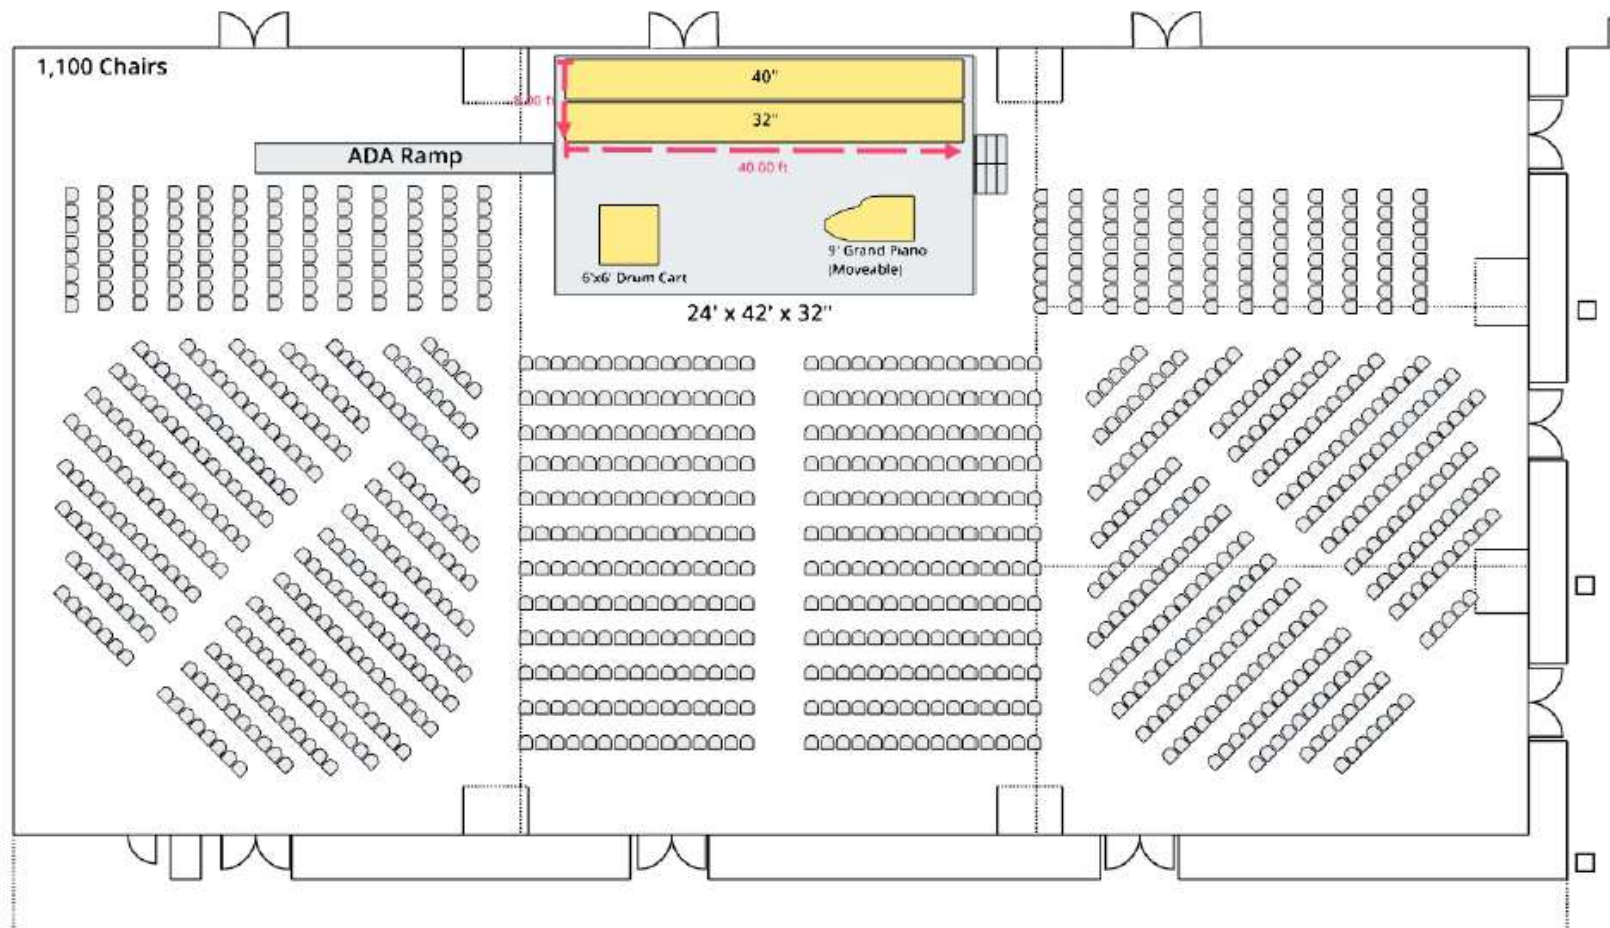 1,100 Chairs
40"
32"
40.00 ft
ADA Ramp
6'x6' Drum Cart
9' Grand Piano
(Moveable)
24' x 42' x 32"